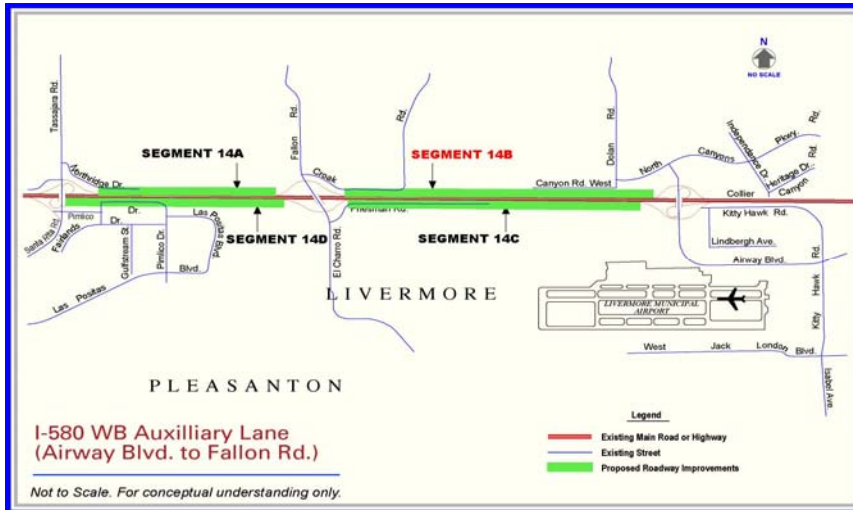 N
NO SCALE
Tassajara Rd.
Fallon Rd.
Rd.
Dolan Rd.
Independence Dr.
Pkwy.
Rd.
SEGMENT 14A
SEGMENT 14B
Croak
North Canyons
Heritage Dr.
Northridge Dr.
Canyon Rd. West
Collier Canyon
Pimlico Dr.
Dr.
Las Positas Blvd.
Kitty Hawk Rd.
Santa Rita Rd.
Fairlands
SEGMENT 14D
SEGMENT 14C
Lindbergh Ave.
Gulfstream St.
Pimlico Dr.
El Charro Rd.
Airway Blvd.
Las Positas Blvd.
Kitty Hawk Rd.
LIVERMORE
LIVERMORE MUNICIPAL
AIRPORT
West Jack London Blvd.
Isabel Ave.
PLEASANTON
I-580 WB Auxilliary Lane
(Airway Blvd. to Fallon Rd.)
Legend
Existing Main Road or Highway
Existing Street
Proposed Roadway Improvements
Not to Scale. For conceptual understanding only.